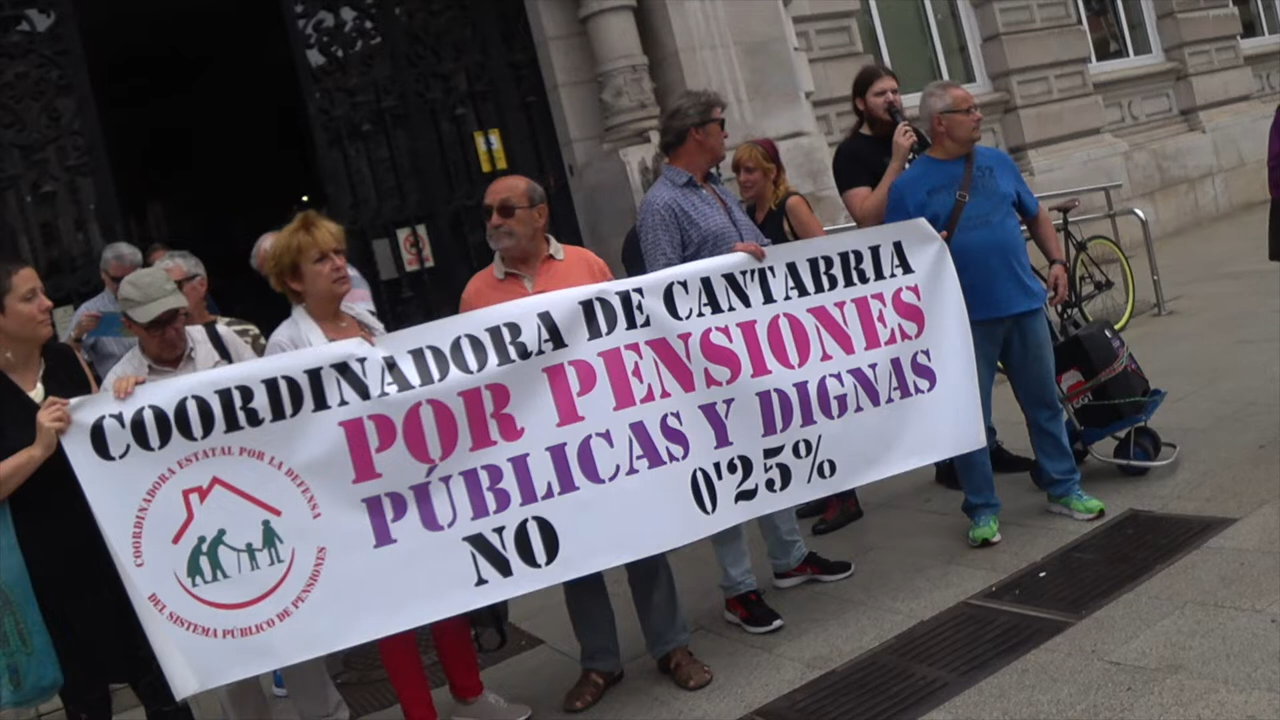 COORDINADORA DE CANTABRIA
POR PENSIONES
PÚBLICAS Y DIGNAS
NO 0'25%
COORDINADORA ESTATAL POR LA DEFENSA
DEL SISTEMA PÚBLICO DE PENSIONES
CGT